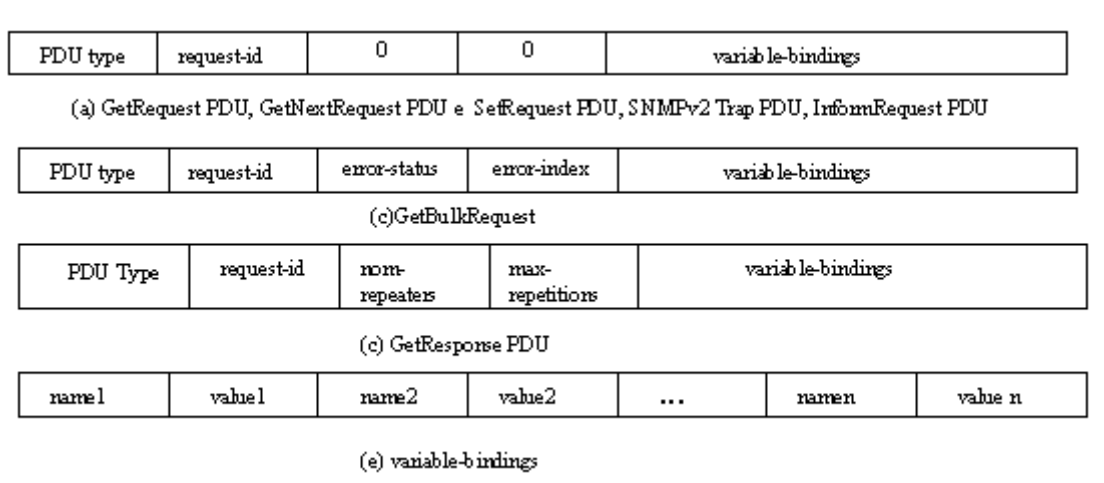 PDU type request-id 0 0 variable-bindings
(a) GetRequest PDU, GetNextRequest PDU e SetRequest PDU, SNMPv2 Trap PDU, InformRequest PDU
PDU type request-id error-status error-index variable-bindings
(c)GetBulkRequest
PDU Type request-id nom- max- variable-bindings
repeaters repetitions
(c) GetResponse PDU
name1 value1 name2 value2 ... namen value n
(e) variable-bindings